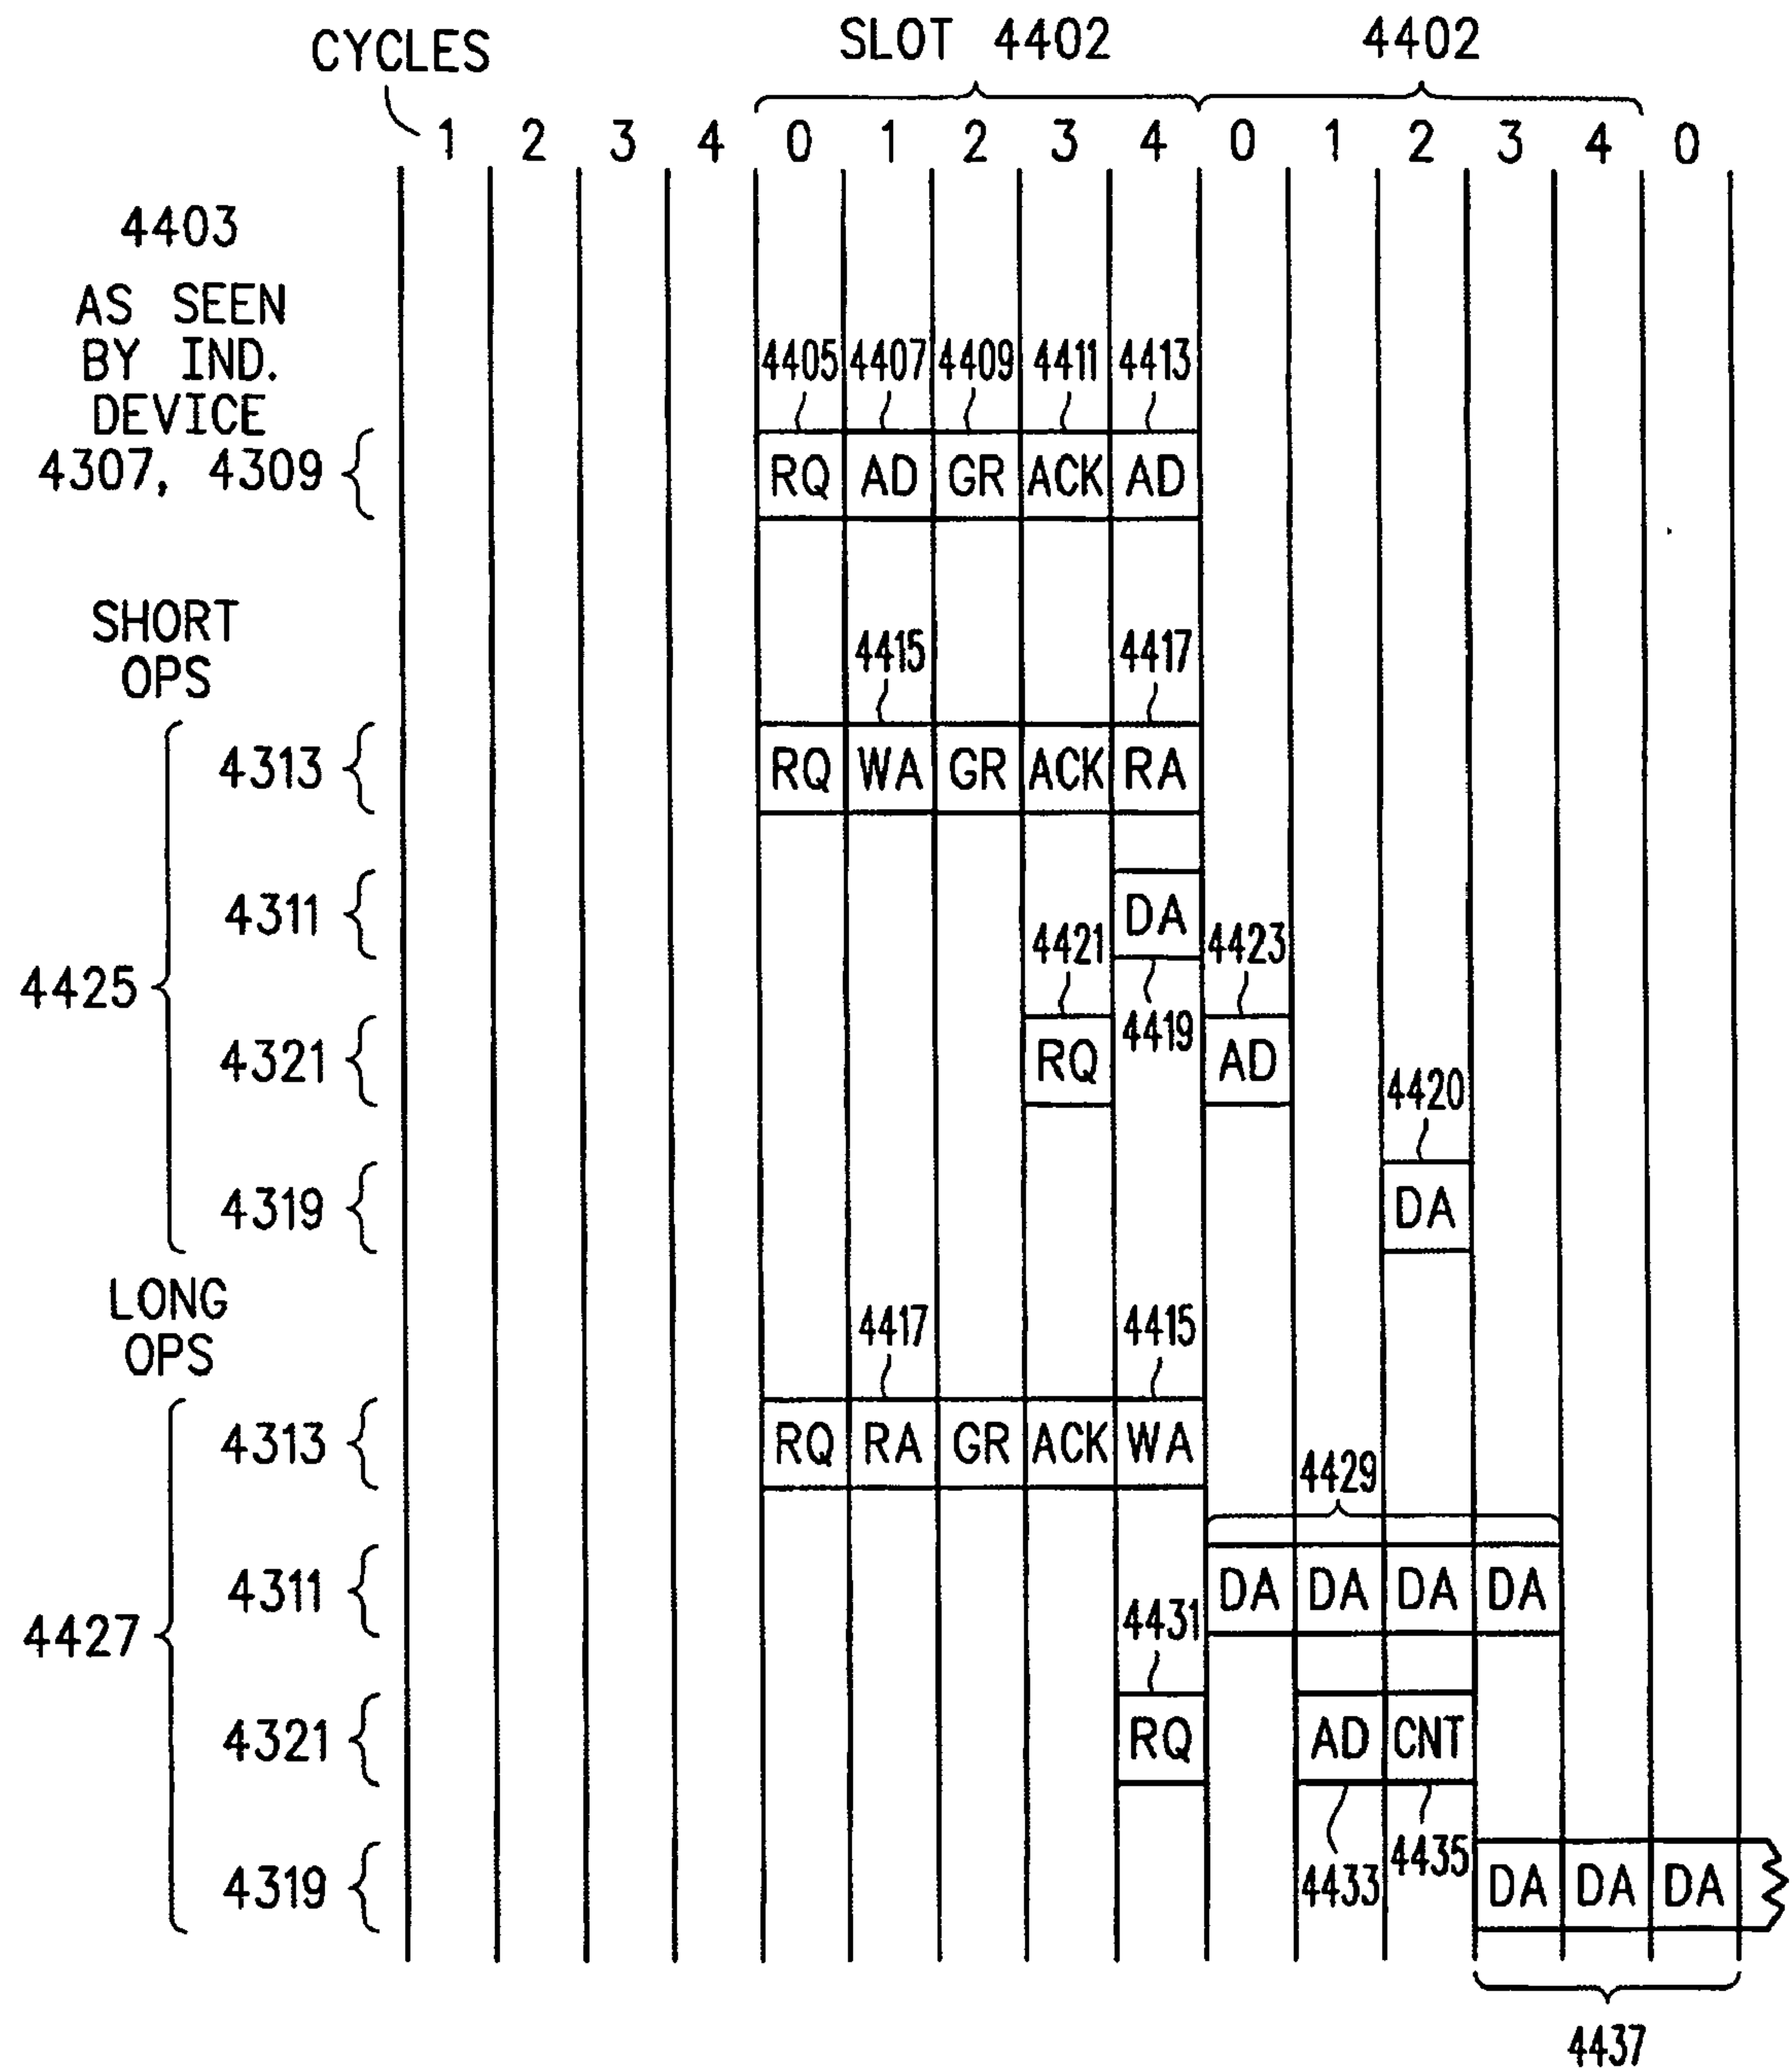 SLOT 4402 4402
CYCLES
1 2 3 4 0 1 2 3 4 0 1 2 3 4 0
4403
AS SEEN
BY IND.
DEVICE
4307, 4309
4405 4407 4409 4411 4413
RQ AD GR ACK AD
SHORT
OPS
4415 4417
4313 RQ WA GR ACK RA
4311 DA
4421 4423
4425
4419
4321 RQ AD
4420
4319 DA
LONG
OPS
4417 4415
4313 RQ RA GR ACK WA
4429
4311 DA DA DA DA
4427
4431
4321 RQ AD CNT
4433 4435
4319 DA DA DA
4437